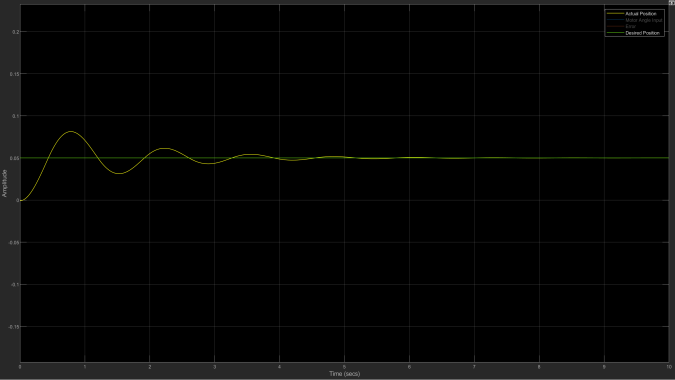 Actual Position
Motor Angle Input
Error
Desired Position
0.2
0.15
0.1
0.05
0
-0.05
-0.1
-0.15
Amplitude
0 1 2 3 4 5 6 7 8 9 10
Time (secs)